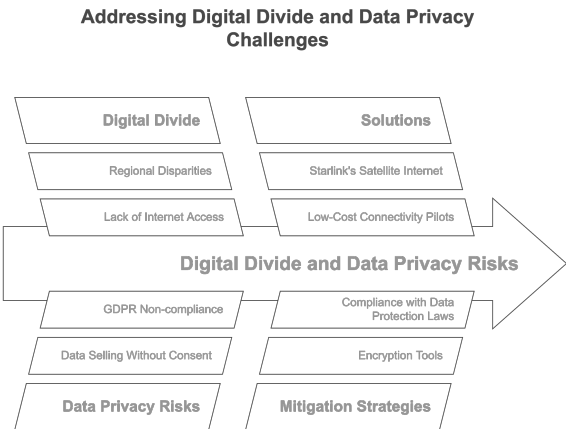 Addressing Digital Divide and Data Privacy
Challenges
Digital Divide
Solutions
Regional Disparities
Starlink's Satellite Internet
Lack of Internet Access
Low-Cost Connectivity Pilots
Digital Divide and Data Privacy Risks
GDPR Non-compliance
Compliance with Data
Protection Laws
Data Selling Without Consent
Encryption Tools
Data Privacy Risks
Mitigation Strategies